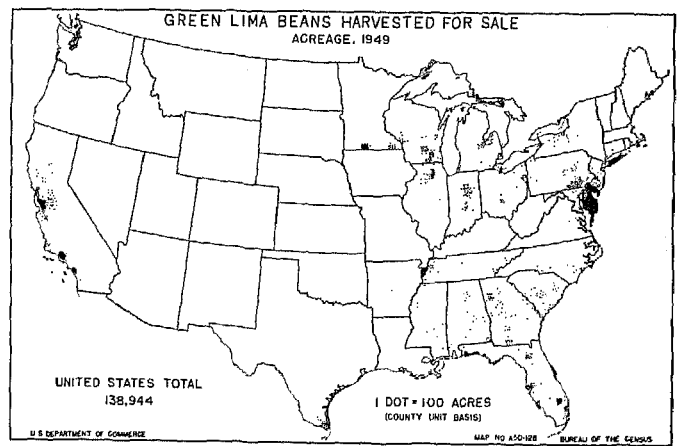 GREEN LIMA BEANS HARVESTED FOR SALE
ACREAGE, 1949
UNITED STATES TOTAL
138,944
1 DOT = 100 ACRES
(COUNTY UNIT BASIS)
U S DEPARTMENT OF COMMERCE
MAP NO A50-128
BUREAU OF THE CENSUS